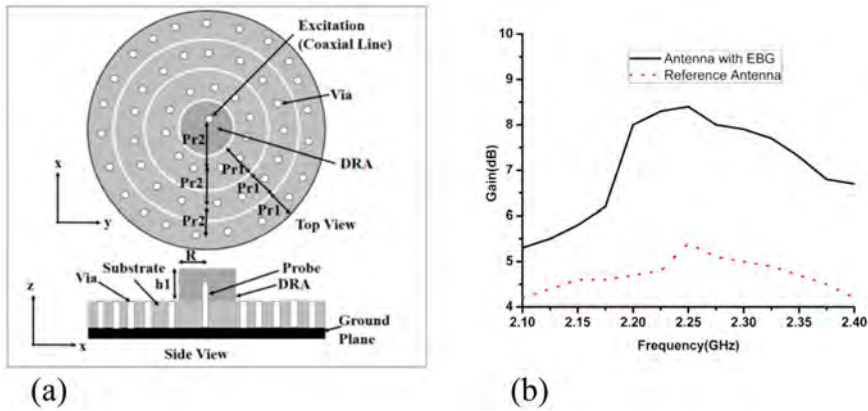 Excitation
(Coaxial Line)
Via
Pr2
DRA
Pr2
Pr1
Pr1
Pr2
Pr1
Top View
x
y
R
Substrate
h1
Probe
Via
DRA
z
Ground
Plane
x
Side View
(a)
Antenna with EBG
Reference Antenna
Gain(dB)
10
9
8
7
6
5
4
2.10
2.15
2.20
2.25
2.30
2.35
2.40
Frequency(GHz)
(b)